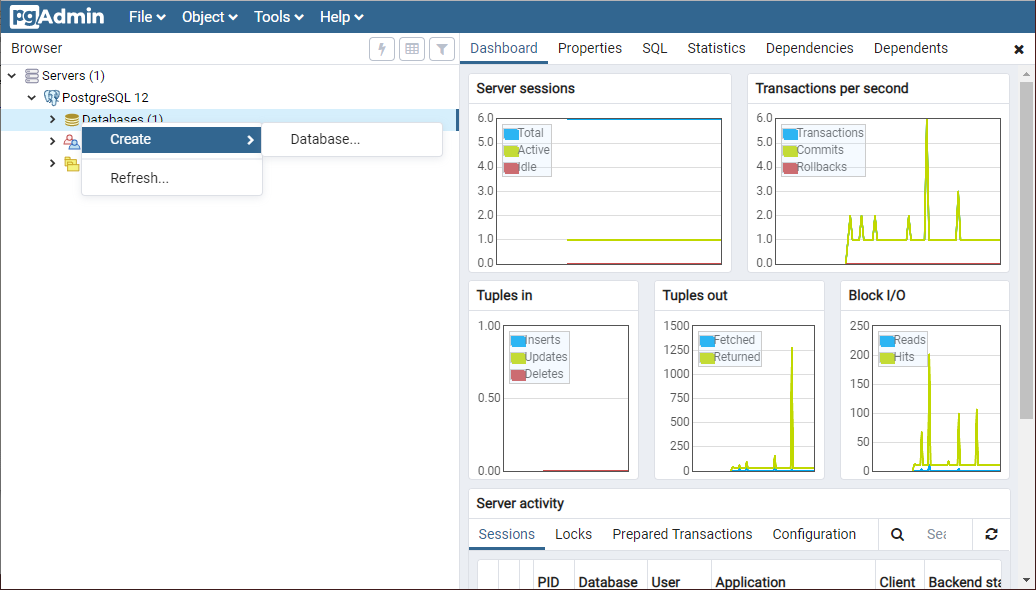 pgAdmin File Object Tools Help
Browser
Dashboard Properties SQL Statistics Dependencies Dependents
Servers (1)
PostgreSQL 12
Databases (1)
Create
Database...
Refresh...
Server sessions
6.0
5.0
4.0
3.0
2.0
1.0
0.0
Total
Active
Idle
Transactions per second
6.0
5.0
4.0
3.0
2.0
1.0
0.0
Transactions
Commits
Rollbacks
Tuples in
1.00
0.50
0.00
Inserts
Updates
Deletes
Tuples out
1500
1250
1000
750
500
250
0
Fetched
Returned
Block I/O
250
200
150
100
50
0
Reads
Hits
Server activity
Sessions Locks Prepared Transactions Configuration Sea
PID Database User Application Client Backend sta